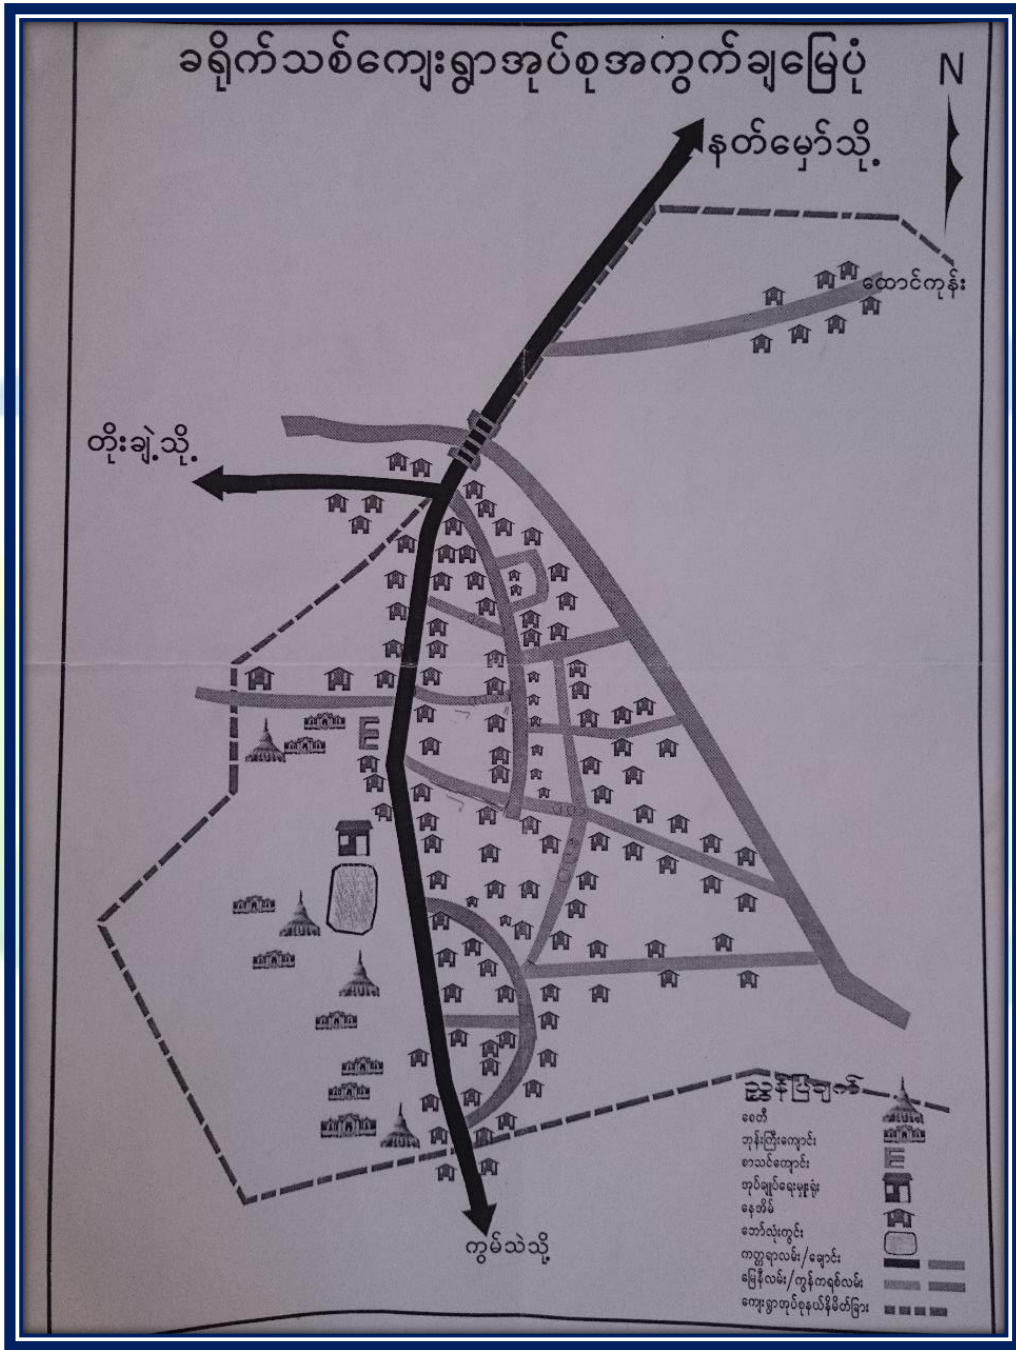 ခရိုက်သစ်ကျေးရွာအုပ်စုအကွက်ချမြေပုံ
N
နတ်မှော်သို့
ထောင်ကုန်း
တိုးချဲ့သို့
ကွမ်သဲသို့
ညွှန်ပြချက်
စေတီ
ဘုန်းကြီးကျောင်း
စာသင်ကျောင်း
အုပ်ချုပ်ရေးမှူးရုံး
နေအိမ်
ဘော်လုံးကွင်း
ကတ္တရာလမ်း/ချောင်း
မြေနီလမ်း/ကွန်ကရစ်လမ်း
ကျေးရွာအုပ်စုနယ်နိမိတ်ခြား